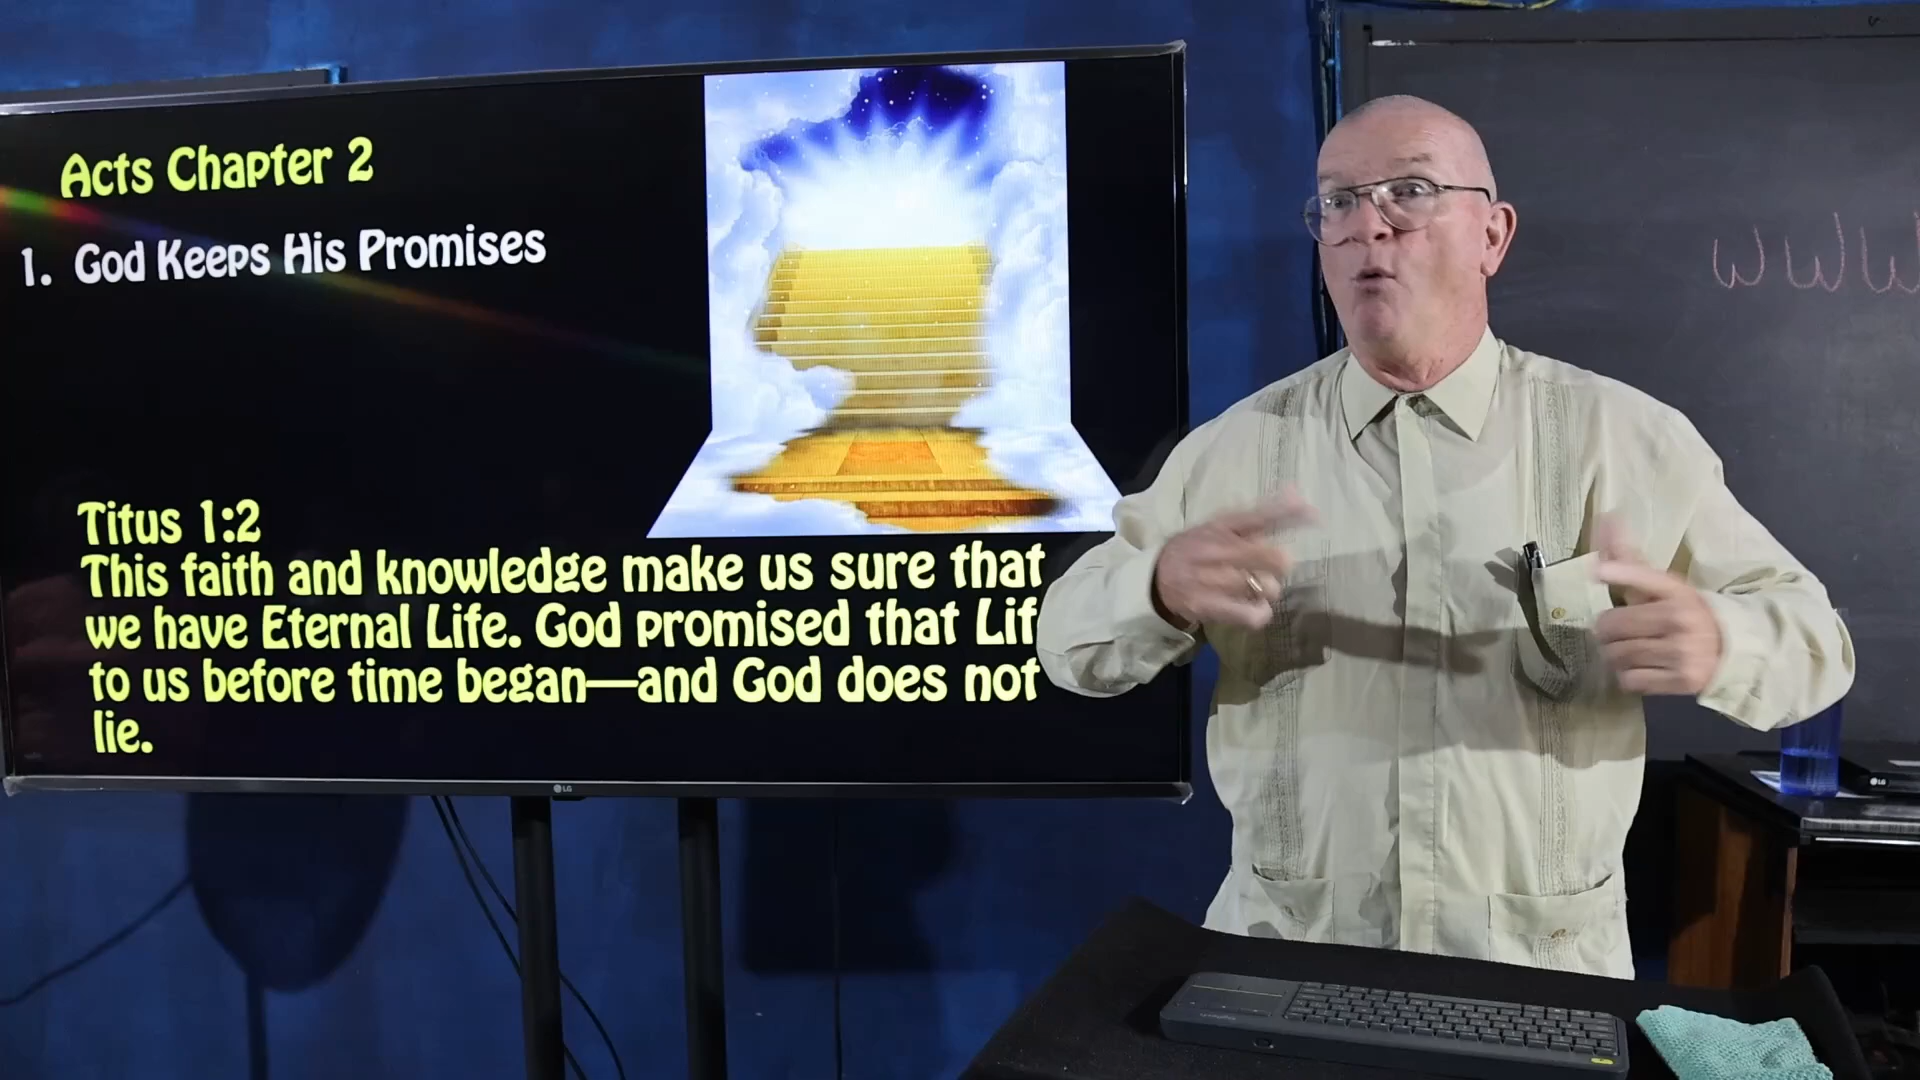 Acts Chapter 2
1. God Keeps His Promises
Titus 1:2
This faith and knowledge make us sure that
we have Eternal Life. God promised that Lif
to us before time began—and God does not
lie.
LG
WWW
LG